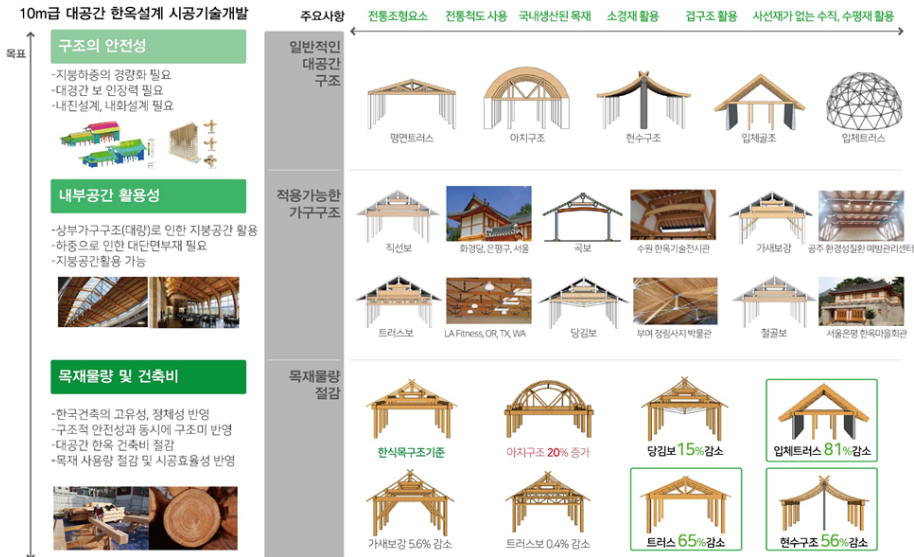 10m급 대공간 한옥설계 시공기술개발
주요사항
전통조형요소
전통척도 사용
국내생산된 목재
소경재 활용
겹구조 활용
사선재가 없는 수직, 수평재 활용
목표
구조의 안전성
-지붕하중의 경량화 필요
-대경간 보 인장력 필요
-내진설계, 내화설계 필요
일반적인
대공간
구조
평면트러스
아치구조
현수구조
입체골조
입체트러스
내부공간 활용성
-상부가구구조(대량)로 인한 지붕공간 활용
-하중으로 인한 대단면부재 필요
-지붕공간활용 가능
적용가능한
가구구조
직선보
화경당, 은평구, 서울
곡보
수원 한옥기술전시관
가새보강
공주 환경성질환 예방관리센터
트러스보
LA Fitness, OR, TX, WA
당김보
부여 정림사지 박물관
철골보
서울은평 한옥마을회관
목재물량 및 건축비
-한국건축의 고유성, 정체성 반영
-구조적 안전성과 동시에 구조미 반영
-대공간 한옥 건축비 절감
-목재 사용량 절감 및 시공효율성 반영
목재물량
절감
한식목구조기준
아치구조 20% 증가
당김보 15%감소
입체트러스 81%감소
가새보강 5.6% 감소
트러스보 0.4% 감소
트러스 65%감소
현수구조 56%감소